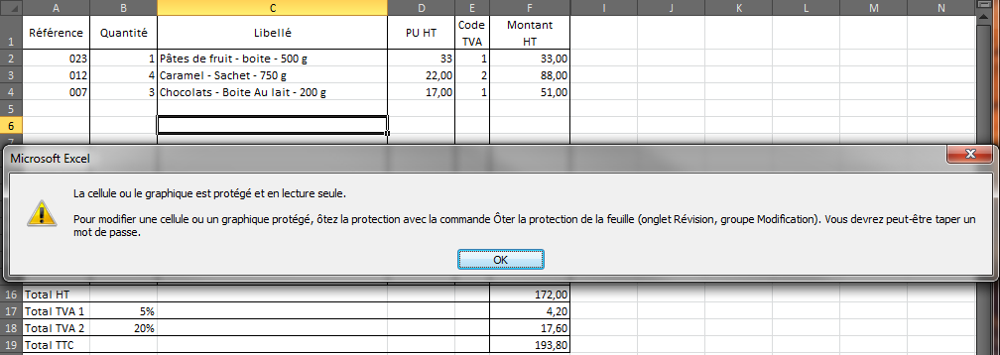 A B C D E F I J K L M N
1 Référence Quantité Libellé PU HT Code TVA Montant HT
2 023 1 Pâtes de fruit - boite - 500 g 33 1 33,00
3 012 4 Caramel - Sachet - 750 g 22,00 2 88,00
4 007 3 Chocolats - Boite Au lait - 200 g 17,00 1 51,00
5
6
Microsoft Excel
La cellule ou le graphique est protégé et en lecture seule.
Pour modifier une cellule ou un graphique protégé, ôtez la protection avec la commande Ôter la protection de la feuille (onglet Révision, groupe Modification). Vous devrez peut-être taper un
mot de passe.
OK
16 Total HT 172,00
17 Total TVA 1 5% 4,20
18 Total TVA 2 20% 17,60
19 Total TTC 193,80